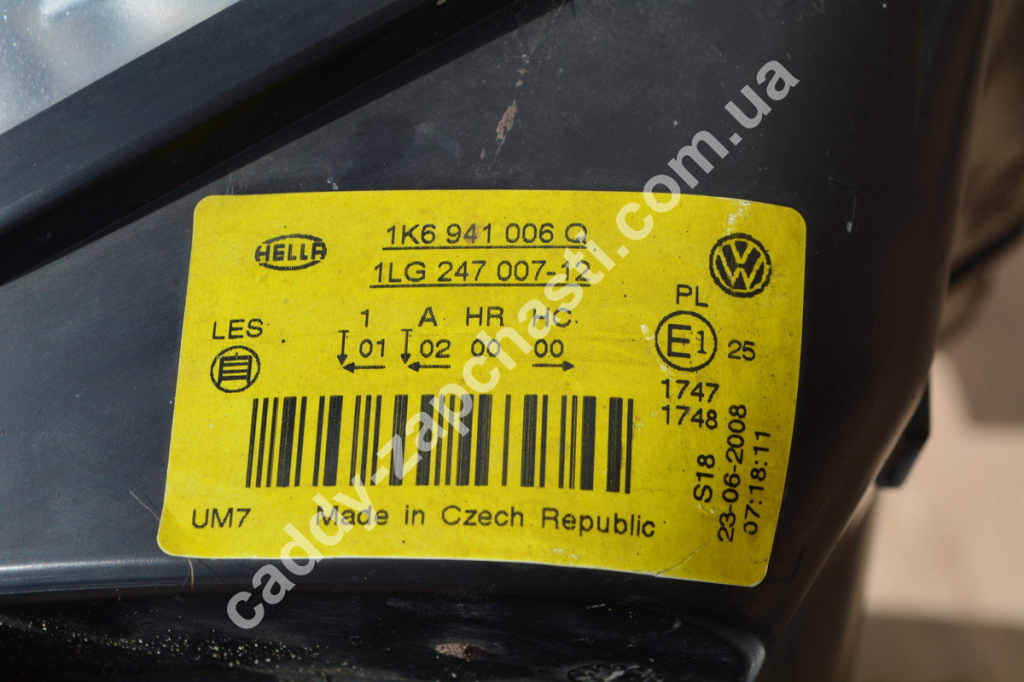 HELLA
1K6 941 006 Q
1LG 247 007-12
LES
1 A HR HC
01 02 00 00
PL
E1 25
1747
1748
S18
23-06-2008
07:18:11
UM7 Made in Czech Republic
caddy-zapchasti.com.ua